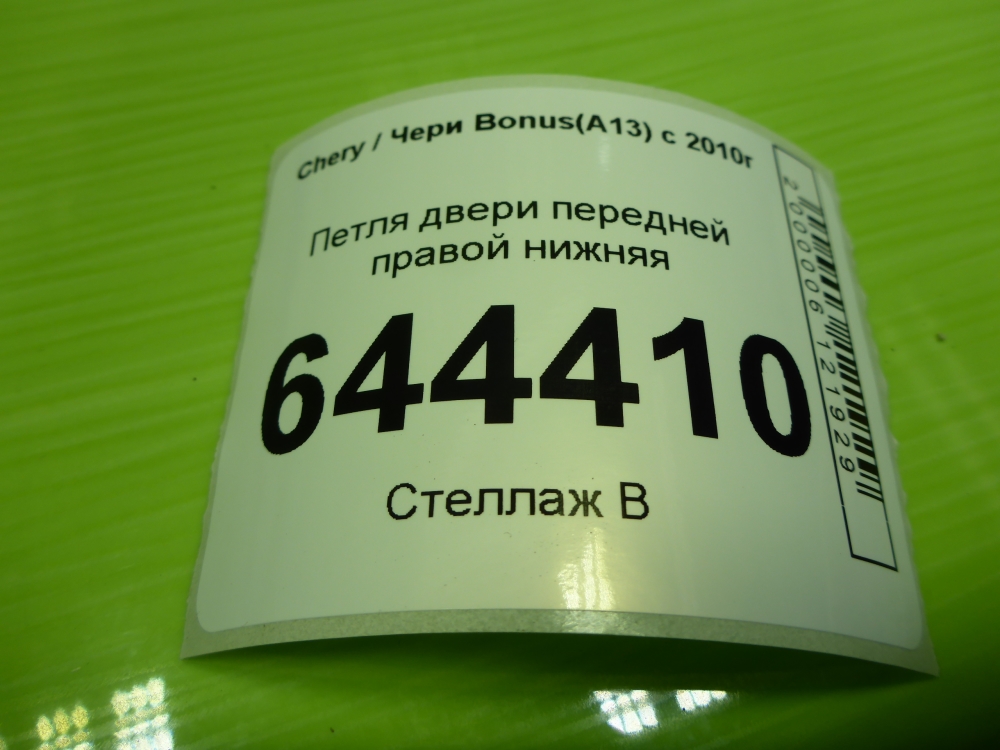 Chery / Чери Bonus(A13) с 2010г
Петля двери передней
правой нижняя
644410
Стеллаж В
2000006121929